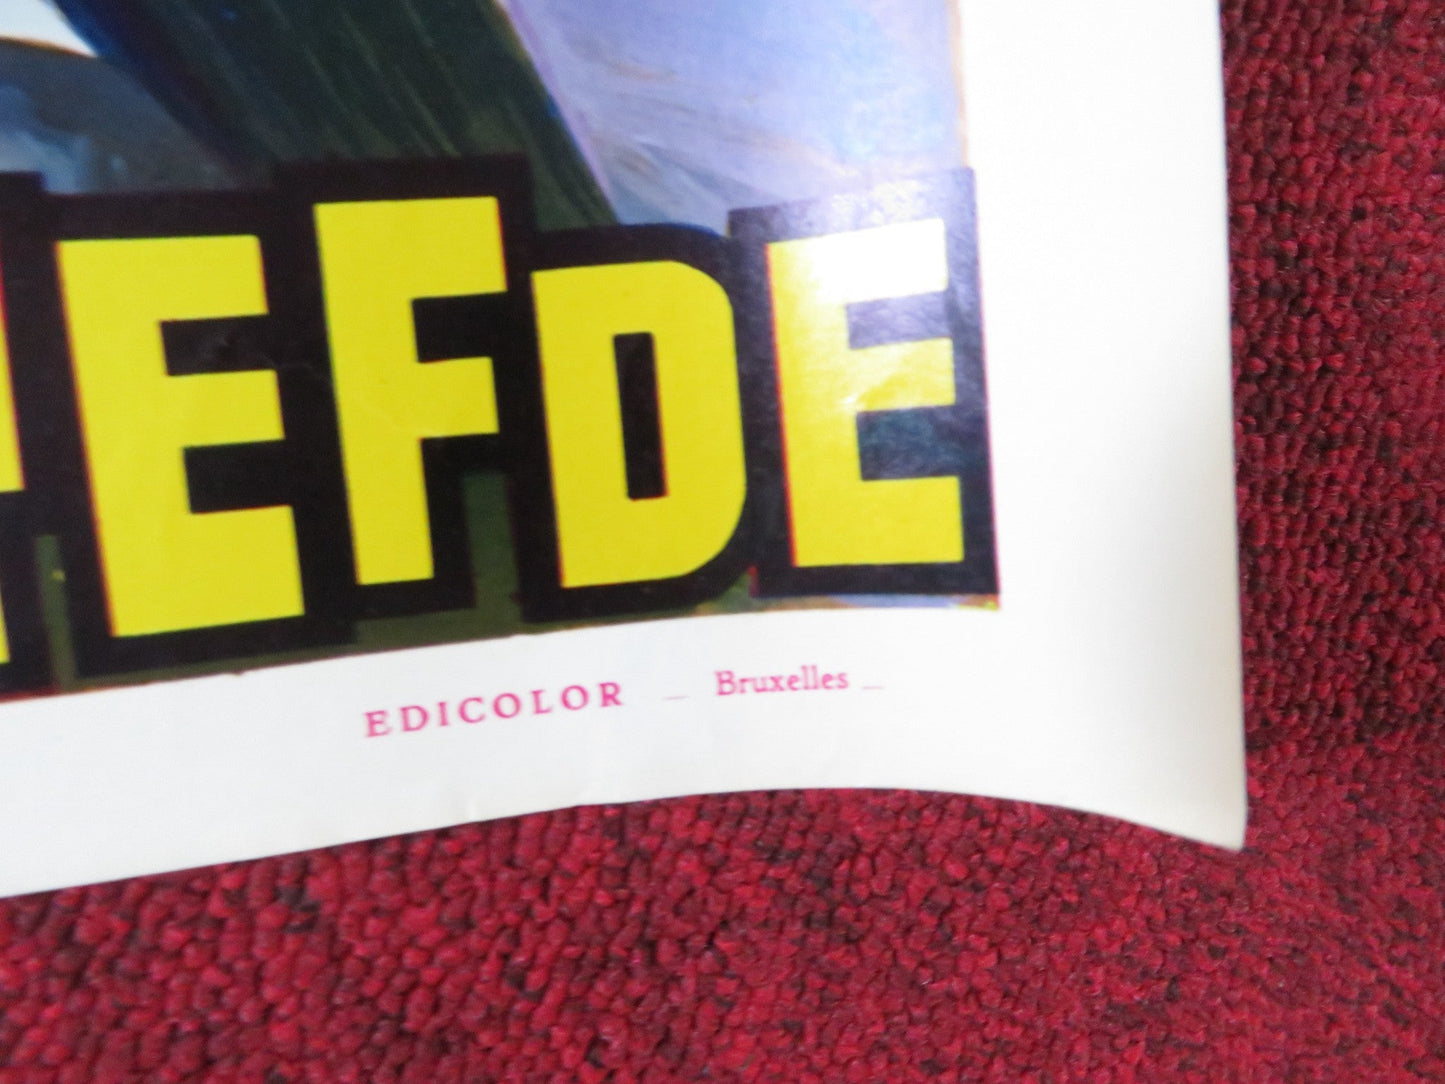 EFDE
EDICOLOR – Bruxelles –